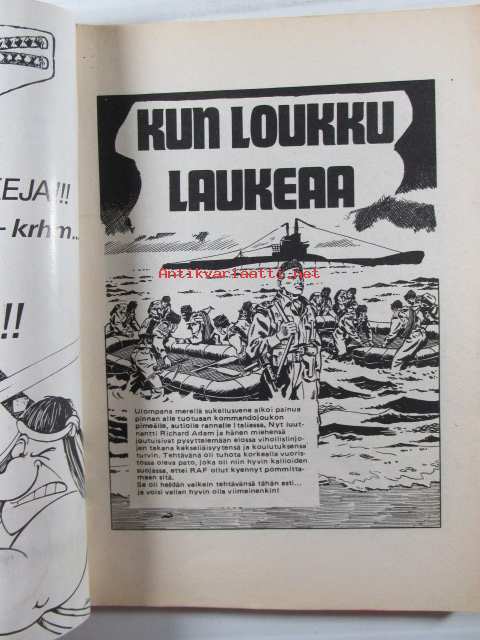 EEJA!!!
- krhm...
!!
KUN LOUKKU
LAUKEAA
Antikvariaatti.net
Ulompana merellä sukellusvene alkoi painua
pinnan alle tuotuaan kommandojoukon
pimeälle, autiolle rannalle Italiassa. Nyt luut-
nantti Richard Adam ja hänen miehensä
joutuisivat pysyttelemään elossa vihollislinjo-
jen takana kekseliäisyytensä ja koulutuksensa
turvin. Tehtävänä oli tuhota korkealla vuoris-
tossa oleva pato, joka oli niin hyvin kallioiden
suojassa, ettei RAF ollut kyennyt pommitta-
maan sitä.
Se oli heidän vaikein tehtävänsä tähän asti...
ja voisi vallan hyvin olla viimeinenkin!